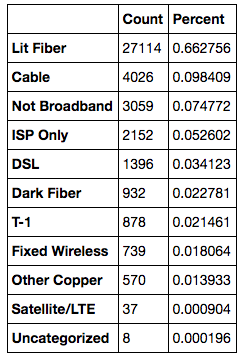 Count Percent
Lit Fiber 27114 0.662756
Cable 4026 0.098409
Not Broadband 3059 0.074772
ISP Only 2152 0.052602
DSL 1396 0.034123
Dark Fiber 932 0.022781
T-1 878 0.021461
Fixed Wireless 739 0.018064
Other Copper 570 0.013933
Satellite/LTE 37 0.000904
Uncategorized 8 0.000196